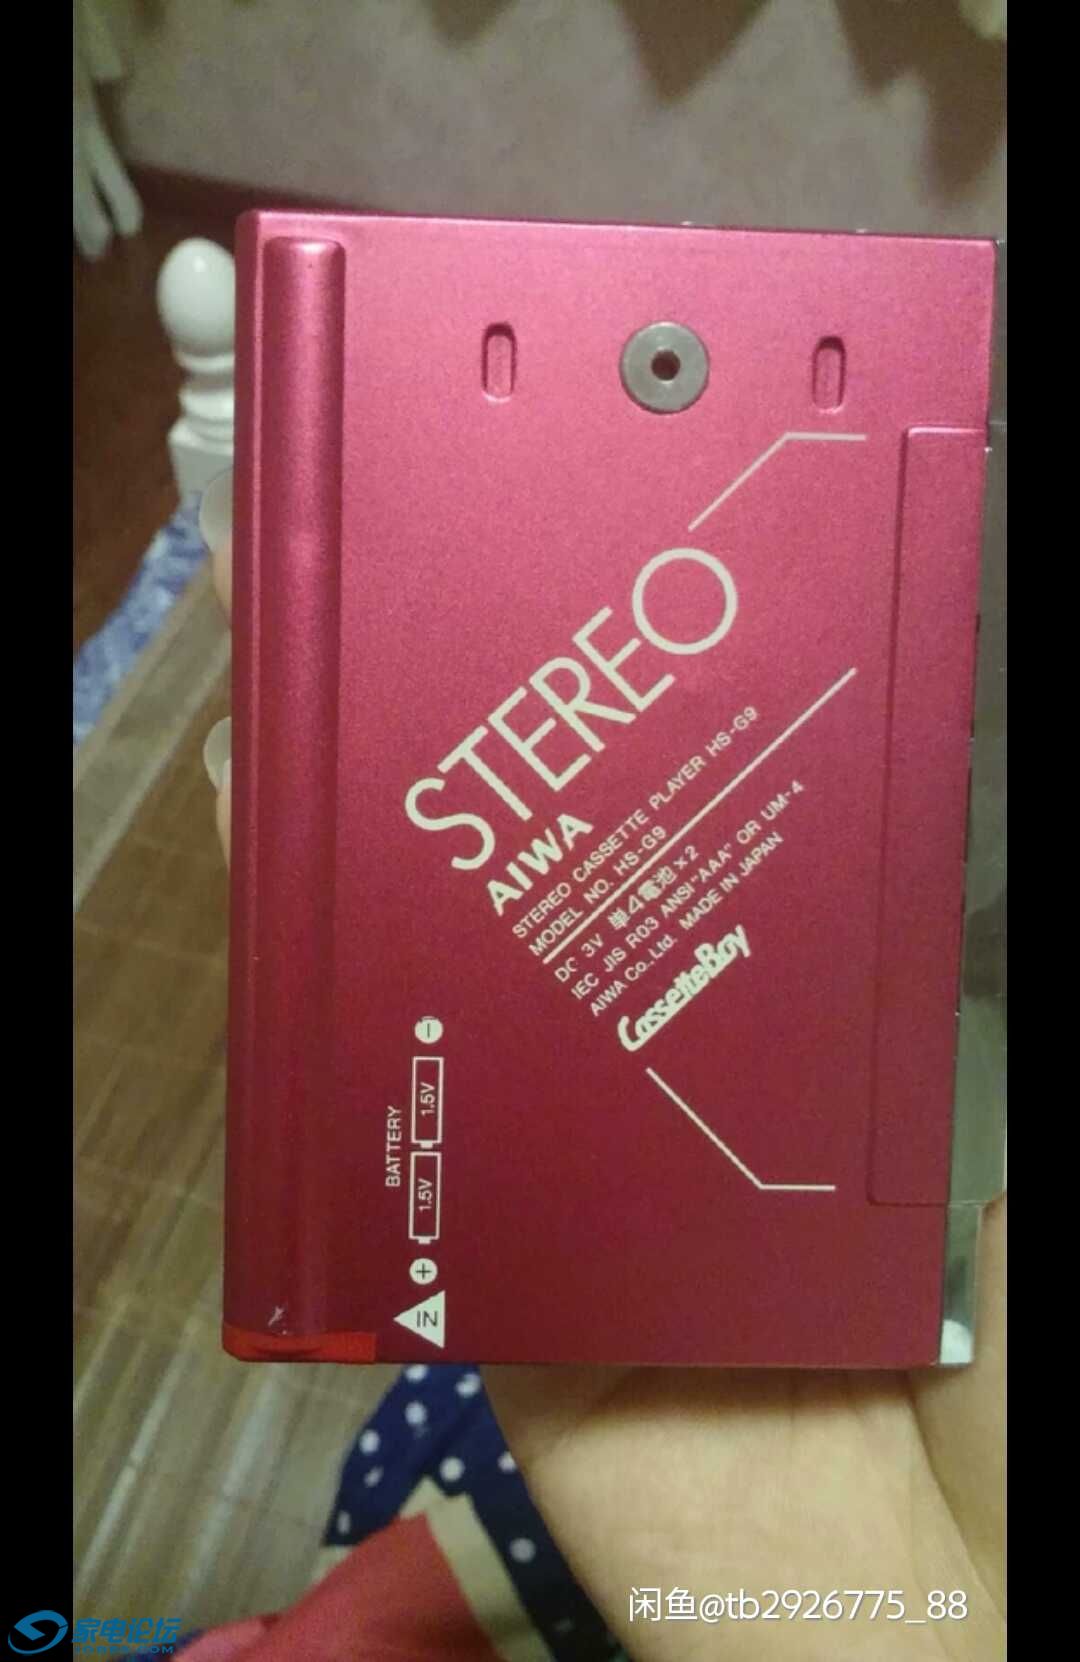 STEREO
AIWA
STEREO CASSETTE PLAYER HS-G9
MODEL NO. HS-G9
DC 3V 単4電池×2
IEC JIS R03 ANSI"AAA" OR UM-4
AIWA Co.,Ltd. MADE IN JAPAN
CassetteBoy
BATTERY
1.5V 1.5V
IN
闲鱼@tb2926775_88
家电论坛